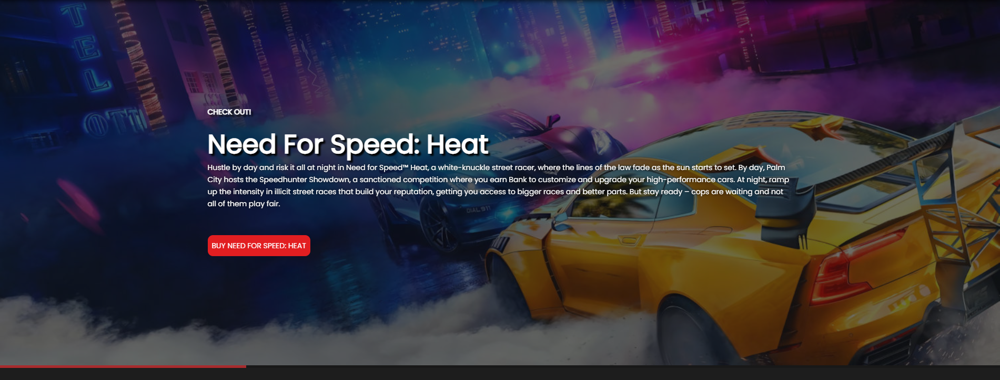 TEL
OTT
CHECK OUT!
Need For Speed: Heat
Hustle by day and risk it all at night in Need for Speed™ Heat, a white-knuckle street racer, where the lines of the law fade as the sun starts to set. By day, Palm
City hosts the Speedhunter Showdown, a sanctioned competition where you earn Bank to customize and upgrade your high-performance cars. At night, ramp
up the intensity in illicit street races that build your reputation, getting you access to bigger races and better parts. But stay ready – cops are waiting and not
all of them play fair.
DIAL 911
BUY NEED FOR SPEED: HEAT